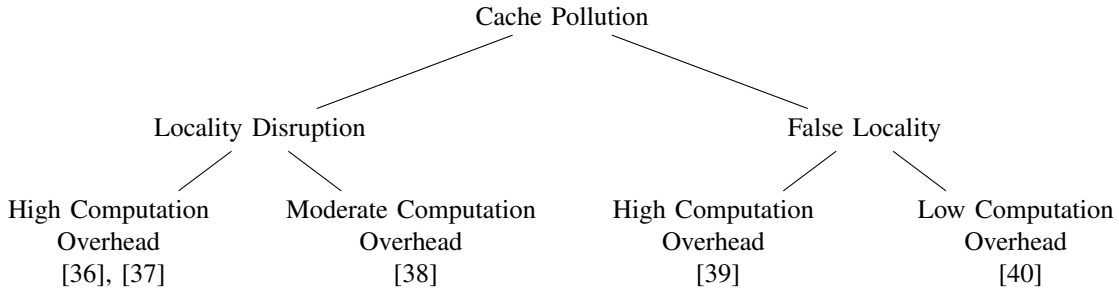 Cache Pollution
Locality Disruption
False Locality
High Computation
Overhead
[36], [37]
Moderate Computation
Overhead
[38]
High Computation
Overhead
[39]
Low Computation
Overhead
[40]